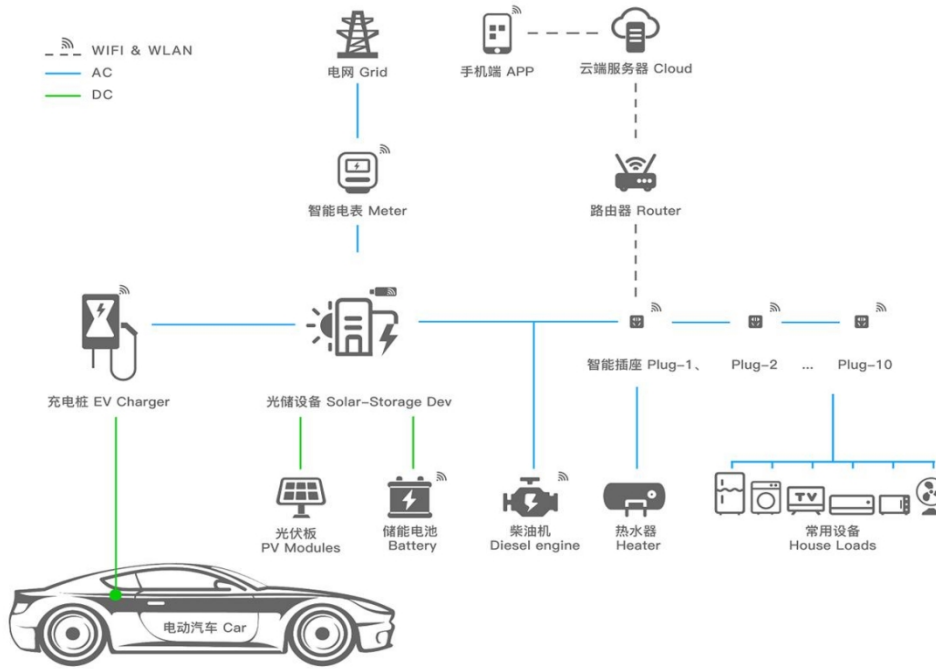 WIFI & WLAN
AC
DC
电网 Grid
手机端 APP
云端服务器 Cloud
智能电表 Meter
路由器 Router
充电桩 EV Charger
光储设备 Solar-Storage Dev
智能插座 Plug-1、
Plug-2
...
Plug-10
光伏板
PV Modules
储能电池
Battery
柴油机
Diesel engine
热水器
Heater
TV
常用设备
House Loads
电动汽车 Car